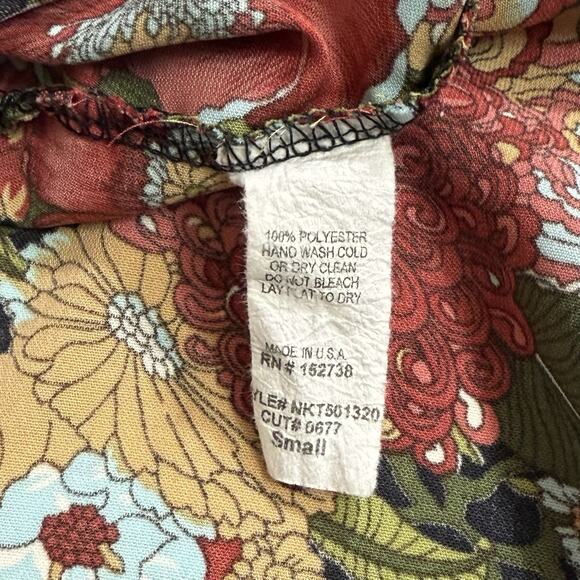 100% POLYESTER
HAND WASH COLD
OR DRY CLEAN
DO NOT BLEACH
LAY FLAT TO DRY
MADE IN U.S.A
RN # 152738
YLE# NKT501320
CUT# 0677
Small